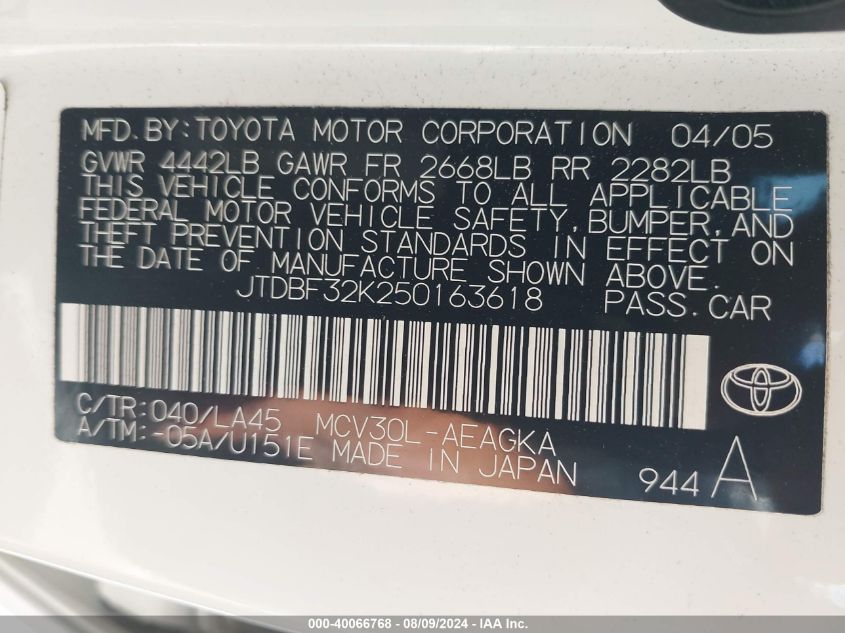 MFD.BY:TOYOTA MOTOR CORPORATION 04/05
GVWR 4442LB GAWR FR 2668LB RR 2282LB
THIS VEHICLE CONFORMS TO ALL APPLICABLE
FEDERAL MOTOR VEHICLE SAFETY,BUMPER,AND
THEFT PREVENTION STANDARDS IN EFFECT ON
THE DATE OF MANUFACTURE SHOWN ABOVE.
JTDBF32K250163618 PASS.CAR
C/TR:040/LA45 MCV30L-AEAGKA
A/TM:-05A/U151E MADE IN JAPAN
944 A
000-40066768 - 08/09/2024 - IAA Inc.